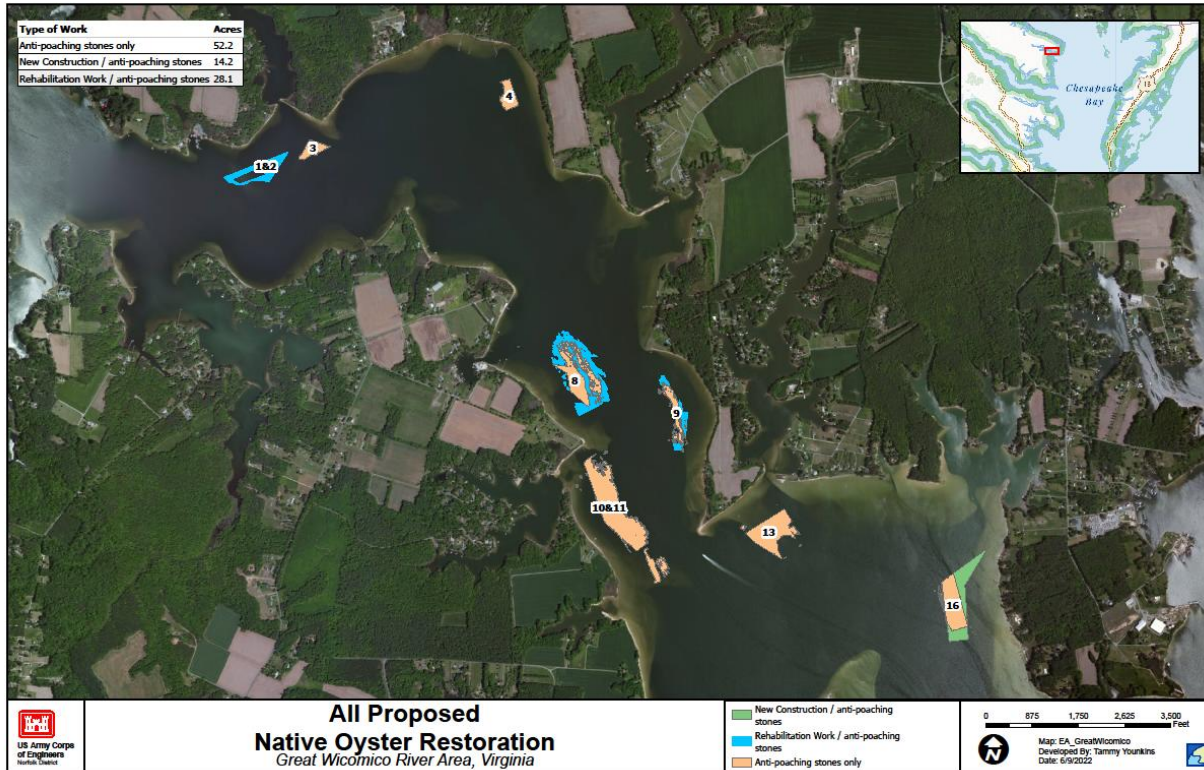 Type of Work Acres
Anti-poaching stones only 52.2
New Construction / anti-poaching stones 14.2
Rehabilitation Work / anti-poaching stones 28.1
Chesapeake
Bay
13
4
3
1&2
8
9
10&11
13
16
US Army Corps
of Engineers
Norfolk District
All Proposed
Native Oyster Restoration
Great Wicomico River Area, Virginia
New Construction / anti-poaching
stones
Rehabilitation Work / anti-poaching
stones
Anti-poaching stones only
0 875 1,750 2,625 3,500
Feet
N
Map: EA_GreatWicomico
Developed By: Tammy Younkins
Date: 6/9/2022